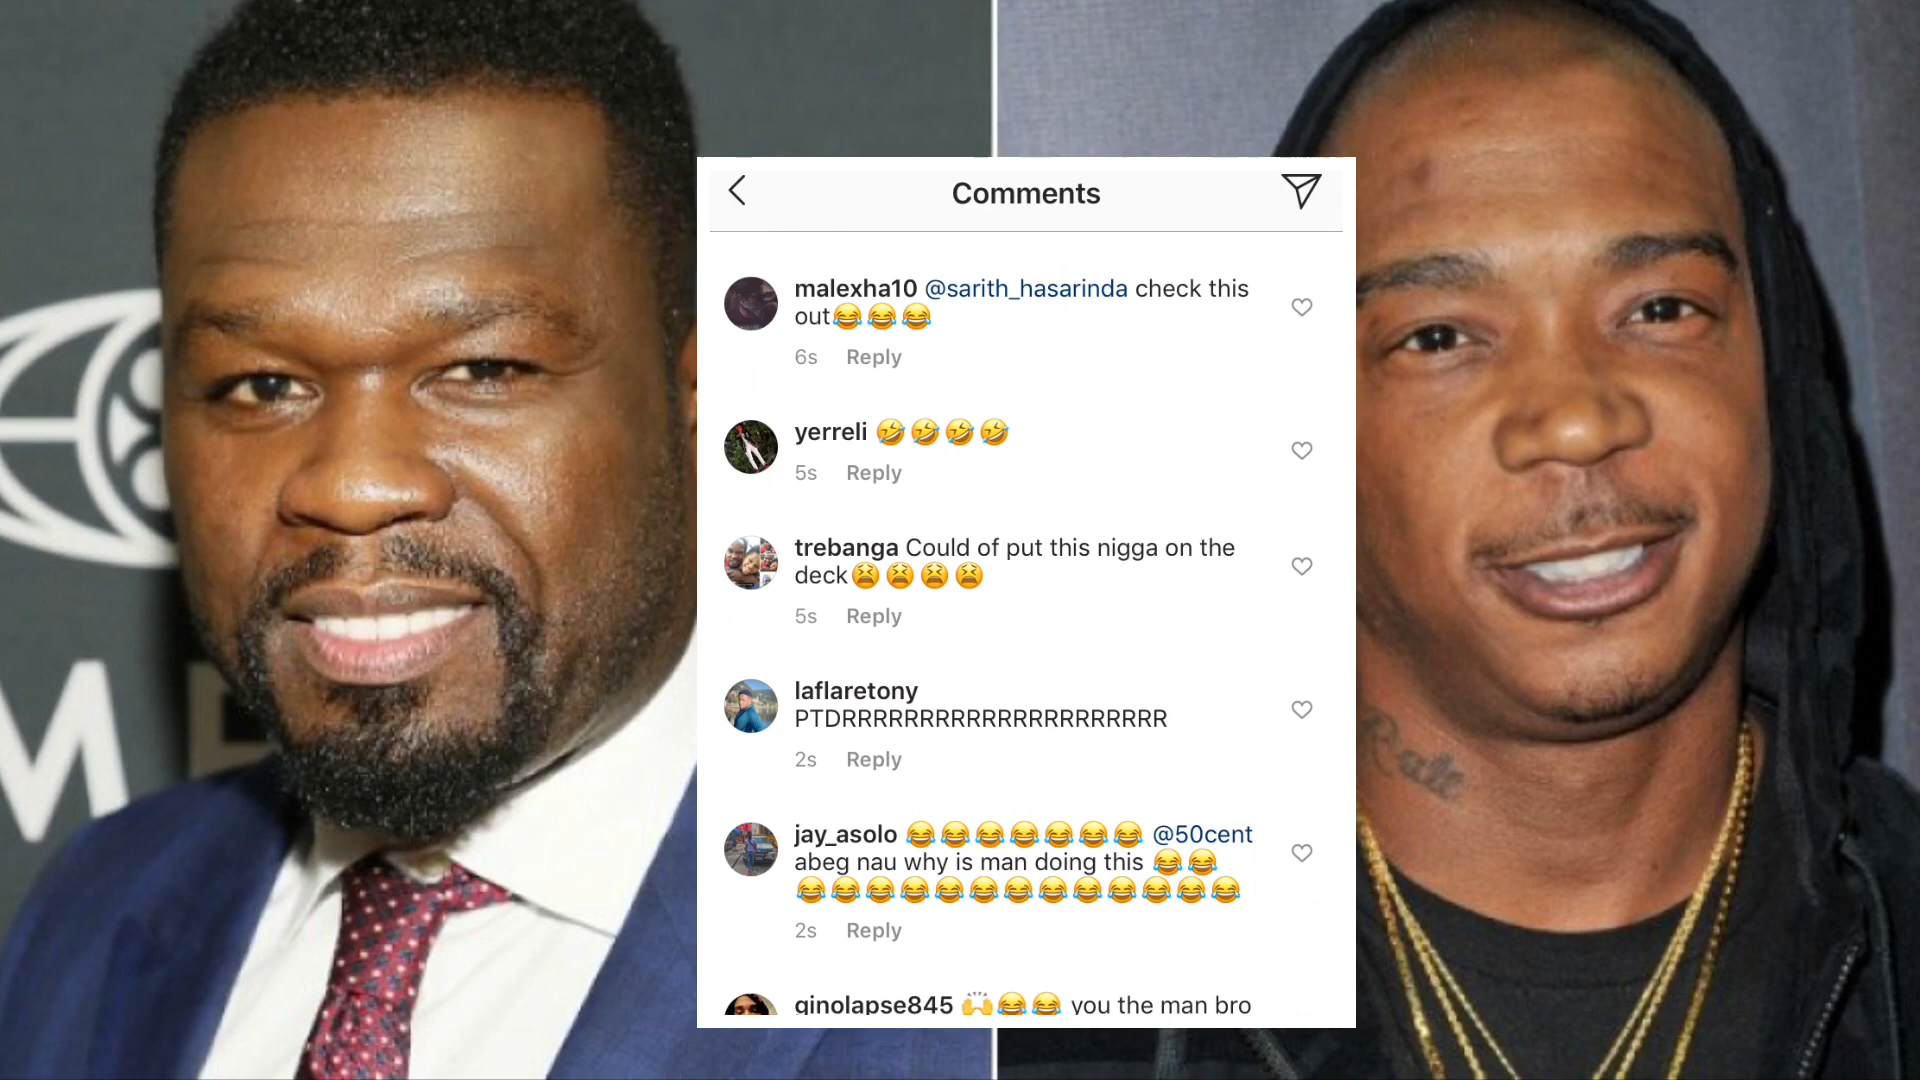 Comments
malexha10 @sarith_hasarinda check this
out😂😂😂
6s Reply
yerreli 🤣🤣🤣🤣
5s Reply
trebanga Could of put this nigga on the
deck😫😫😫😫
5s Reply
laflaretony
PTDRRRRRRRRRRRRRRRRRRRRR
2s Reply
jay_asolo 😂😂😂😂😂😂😂 @50cent
abeg nau why is man doing this 😂😂
😂😂😂😂😂😂😂😂😂😂😂😂😂
2s Reply
ginolapse845 🙌😂😂 you the man bro
M
Rule